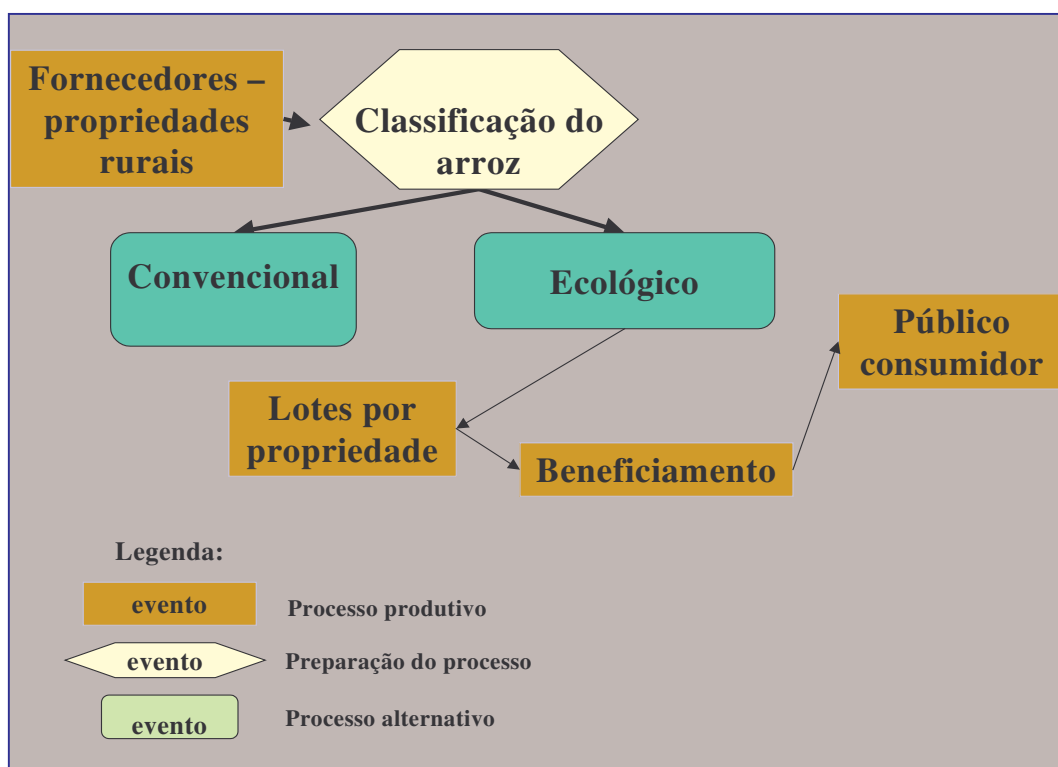 Fornecedores –
propriedades
rurais
Classificação do
arroz
Convencional
Ecológico
Público
consumidor
Lotes por
propriedade
Beneficiamento
Legenda:
evento
Processo produtivo
evento
Preparação do processo
evento
Processo alternativo